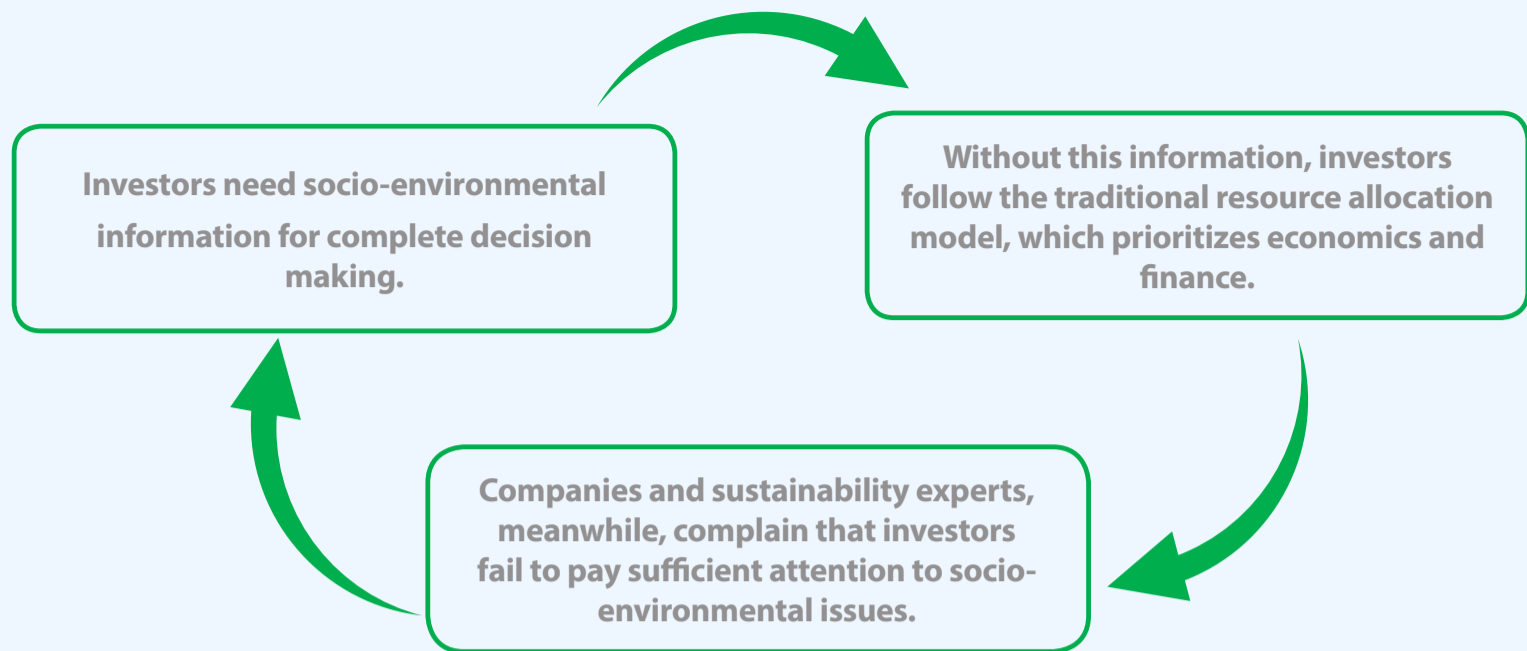 Investors need socio-environmental
information for complete decision
making.
Without this information, investors
follow the traditional resource allocation
model, which prioritizes economics and
finance.
Companies and sustainability experts,
meanwhile, complain that investors
fail to pay sufficient attention to socio-
environmental issues.